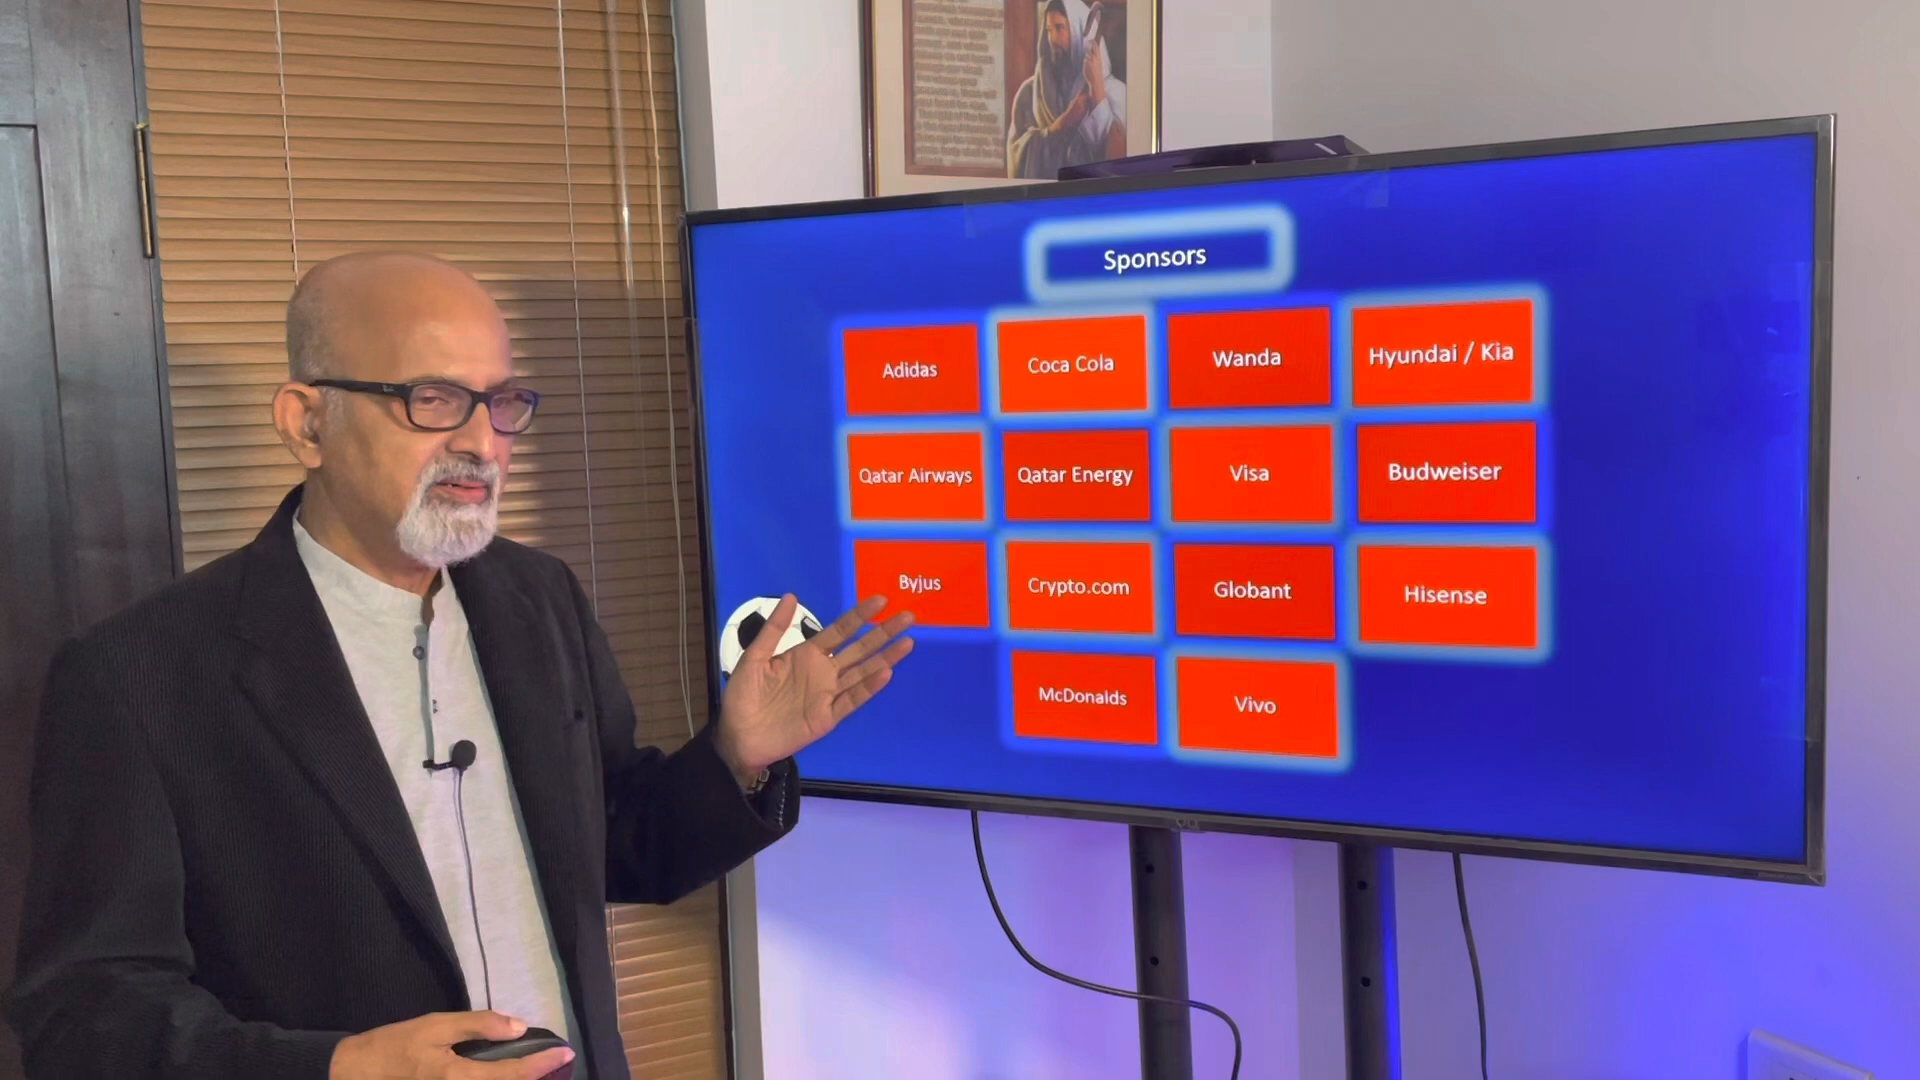 Sponsors
Adidas
Coca Cola
Wanda
Hyundai / Kia
Qatar Airways
Qatar Energy
Visa
Budweiser
Byjus
Crypto.com
Globant
Hisense
McDonalds
Vivo